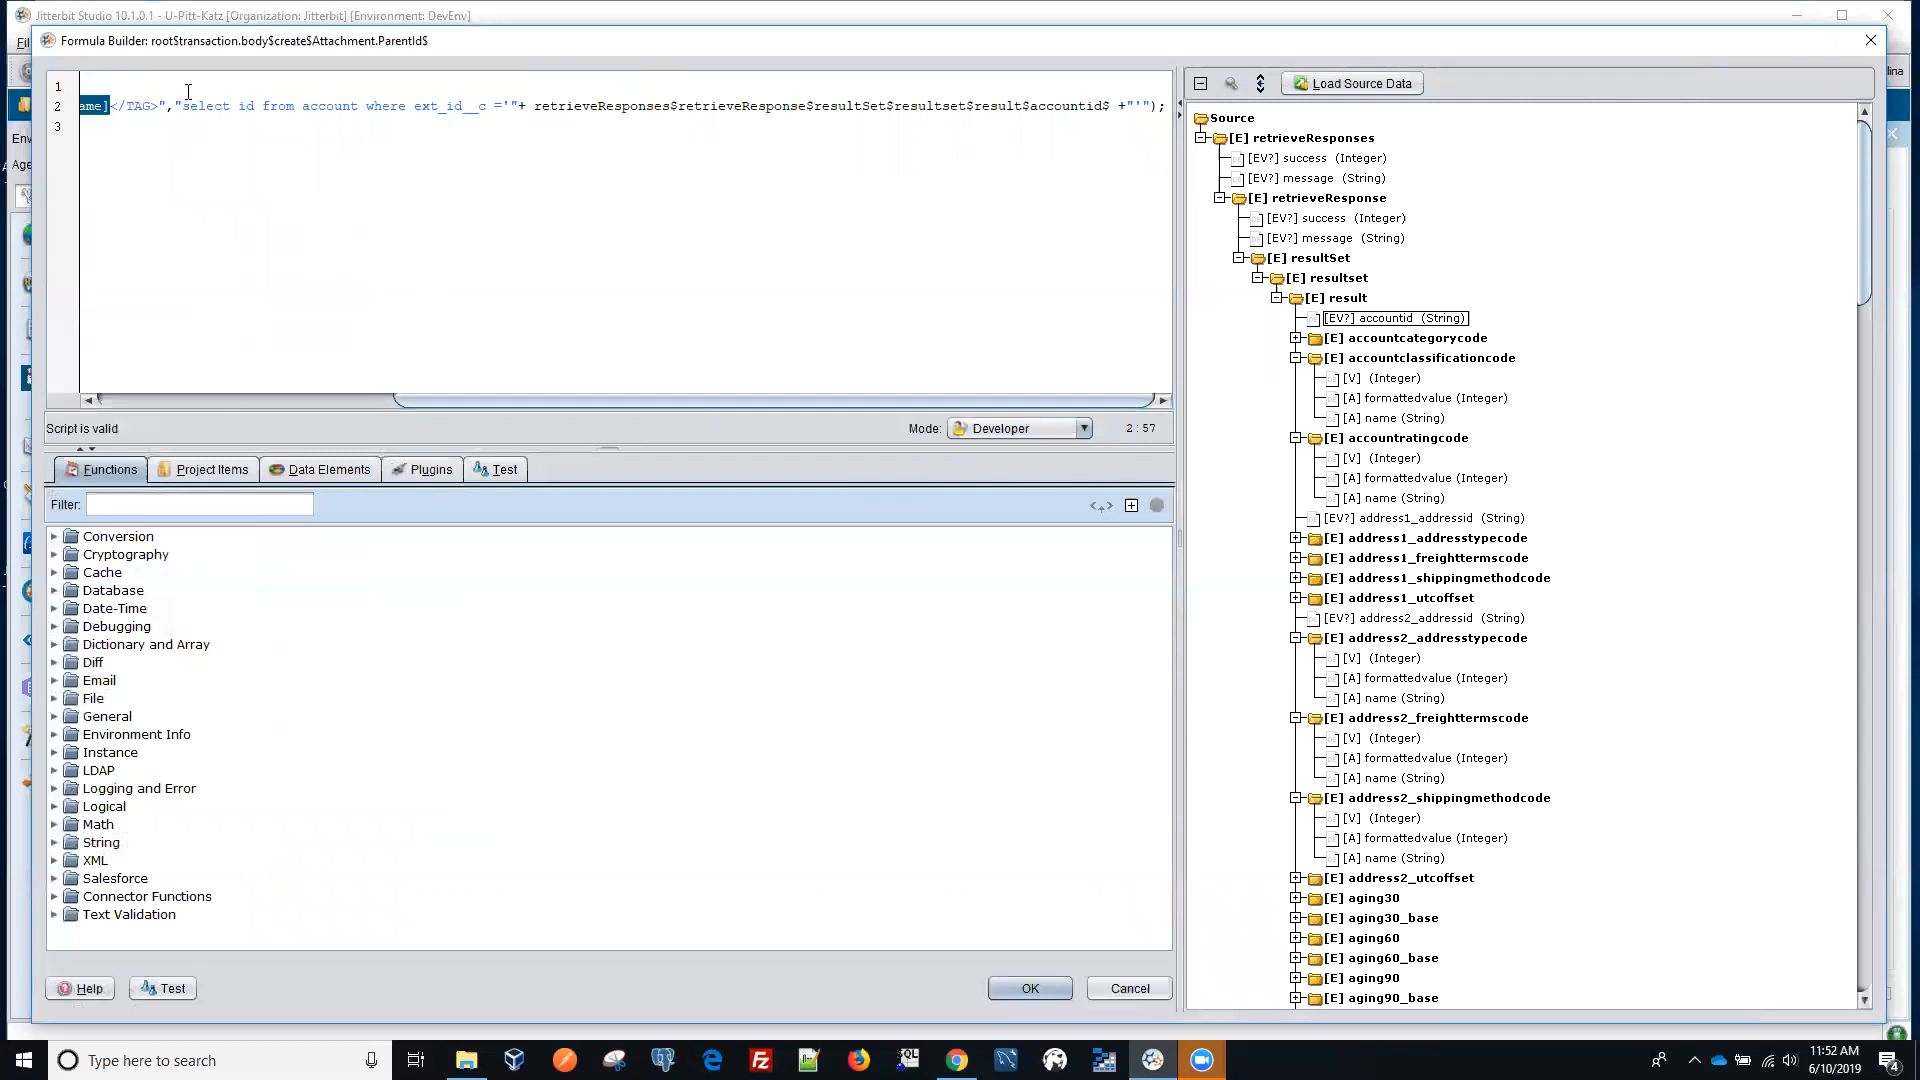 Jitterbit Studio 10.1.0.1 - U-Pitt-Katz [Organization: Jitterbit] [Environment: DevEnv]
Formula Builder: root$transaction.body$create$Attachment.ParentId$
1
2 ame]</TAG>","select id from account where ext_id__c ='"+ retrieveResponses$retrieveResponse$resultSet$resultset$result$accountid$ +"'");
3
Script is valid
Mode: Developer 2 : 57
Functions Project Items Data Elements Plugins Test
Filter:
Conversion
Cryptography
Cache
Database
Date-Time
Debugging
Dictionary and Array
Diff
Email
File
General
Environment Info
Instance
LDAP
Logging and Error
Logical
Math
String
XML
Salesforce
Connector Functions
Text Validation
Help Test OK Cancel
Load Source Data
Source
[E] retrieveResponses
[EV?] success (Integer)
[EV?] message (String)
[E] retrieveResponse
[EV?] success (Integer)
[EV?] message (String)
[E] resultSet
[E] resultset
[E] result
[EV?] accountid (String)
[E] accountcategorycode
[E] accountclassificationcode
[V] (Integer)
[A] formattedvalue (Integer)
[A] name (String)
[E] accountratingcode
[V] (Integer)
[A] formattedvalue (Integer)
[A] name (String)
[EV?] address1_addressid (String)
[E] address1_addresstypecode
[E] address1_freighttermscode
[E] address1_shippingmethodcode
[E] address1_utcoffset
[EV?] address2_addressid (String)
[E] address2_addresstypecode
[V] (Integer)
[A] formattedvalue (Integer)
[A] name (String)
[E] address2_freighttermscode
[V] (Integer)
[A] formattedvalue (Integer)
[A] name (String)
[E] address2_shippingmethodcode
[V] (Integer)
[A] formattedvalue (Integer)
[A] name (String)
[E] address2_utcoffset
[E] aging30
[E] aging30_base
[E] aging60
[E] aging60_base
[E] aging90
[E] aging90_base
Type here to search
11:52 AM
6/10/2019
4